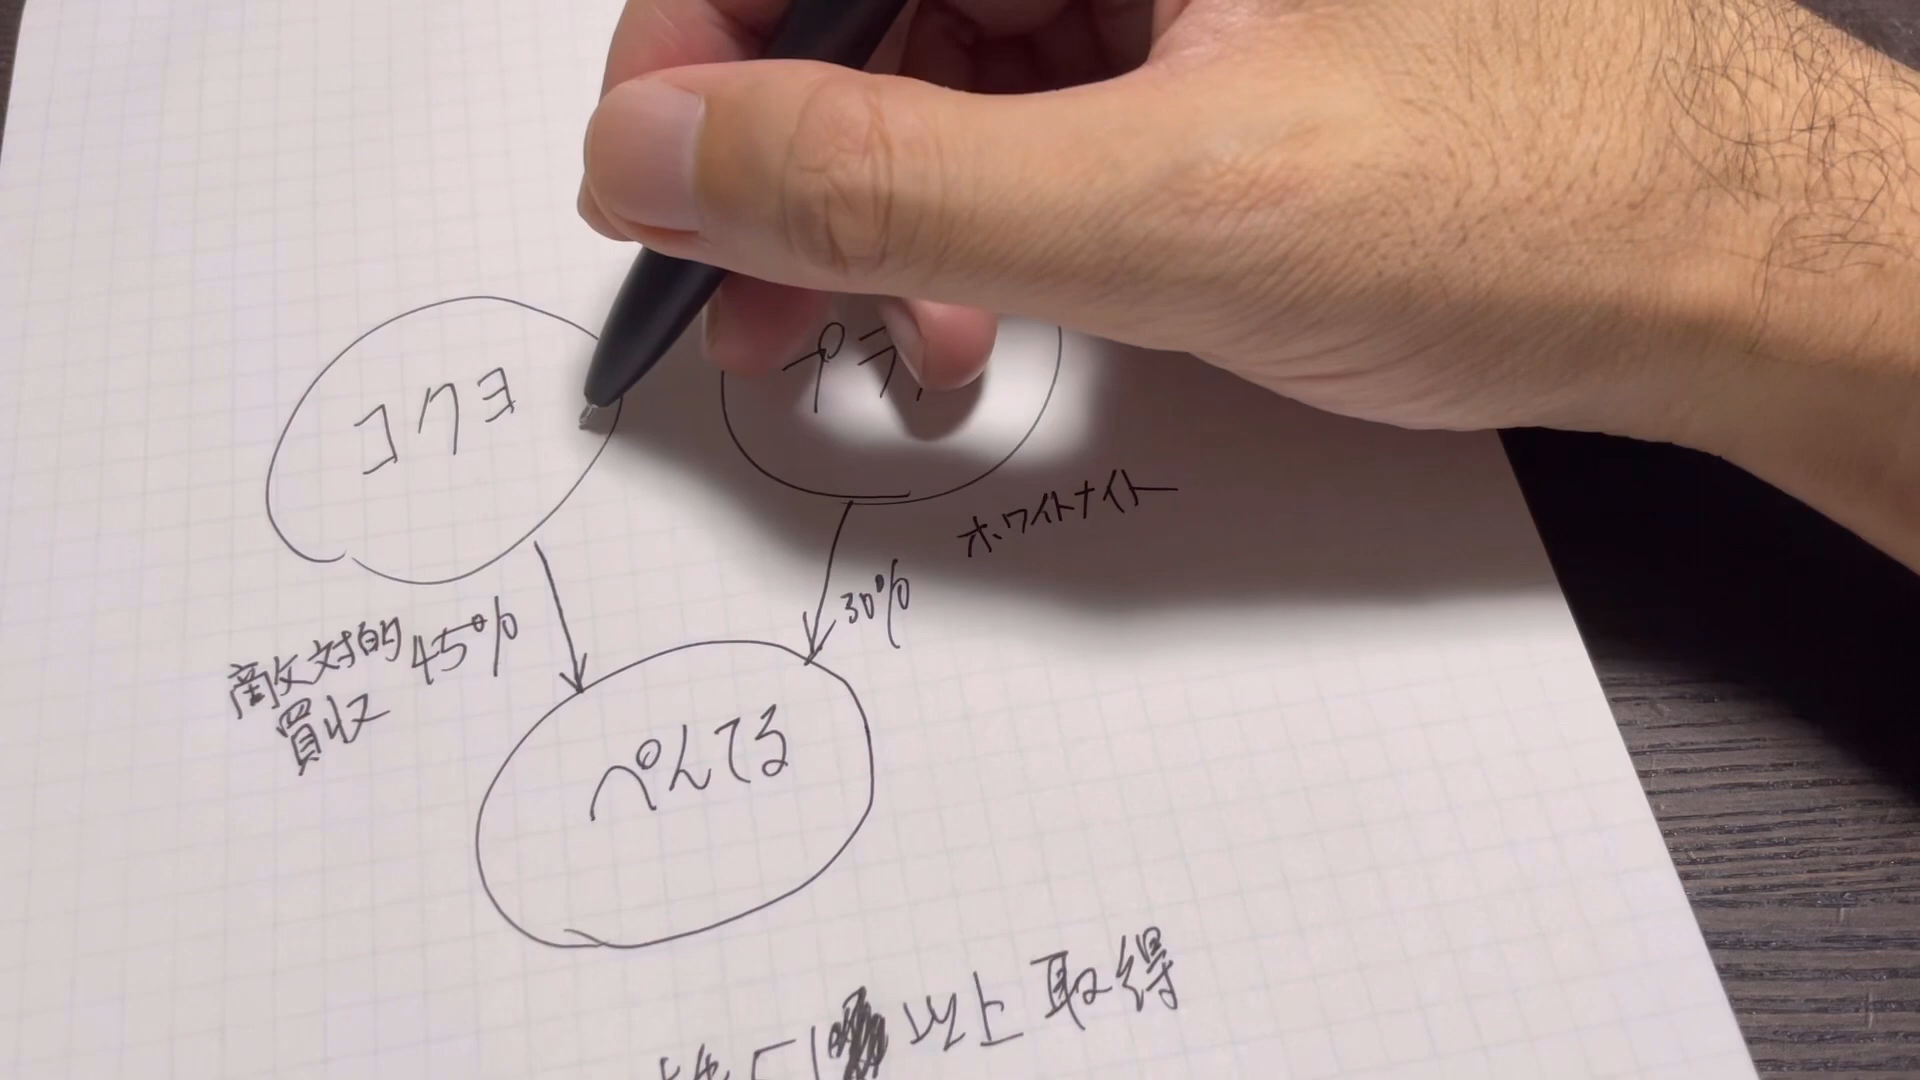 コクヨ
プラ
ホワイトナイト
敵対的
買収
45%
30%
ぺんてる
51
以上取得